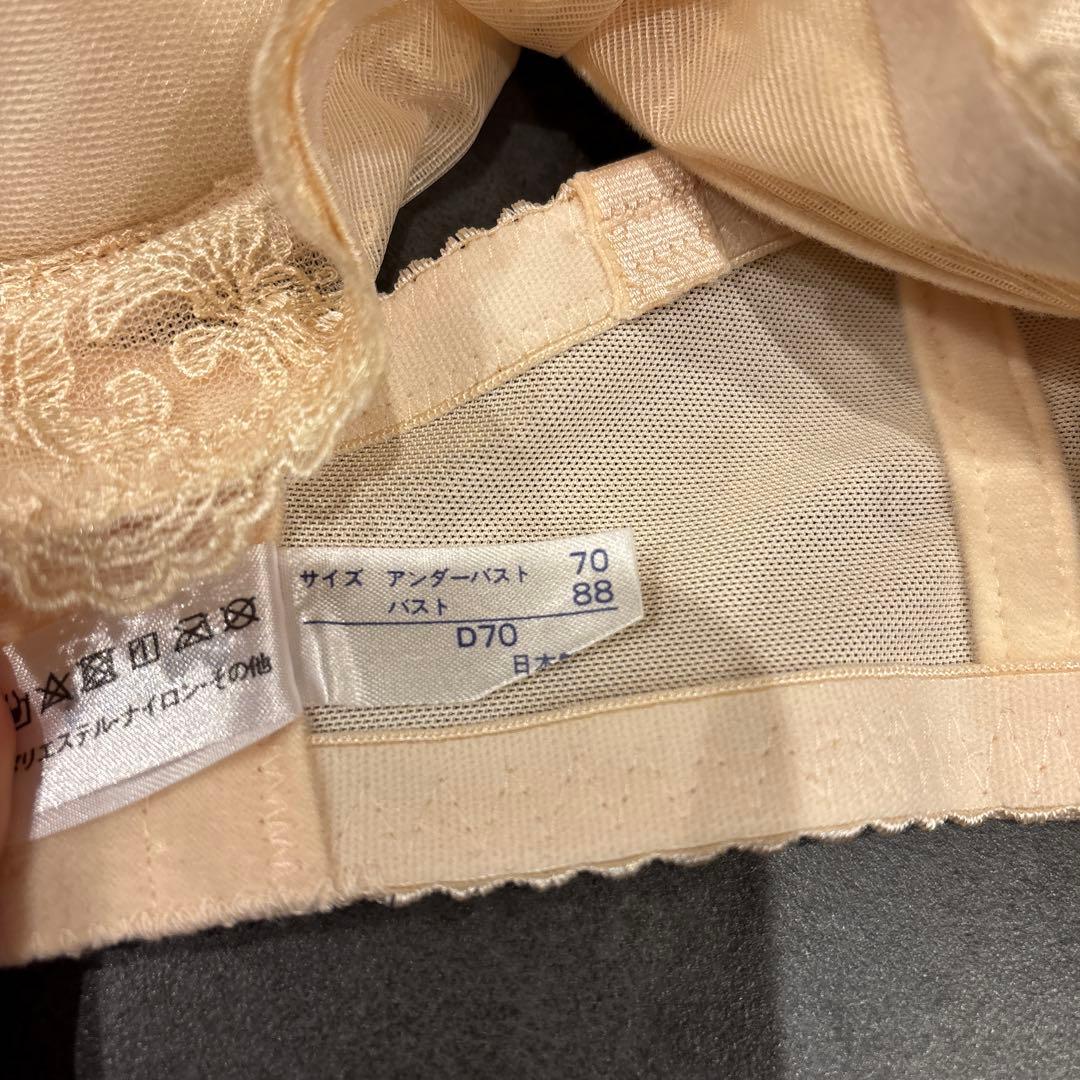 サイズ アンダーバスト 70
バスト 88
D70
日本
リエステル・ナイロン・その他